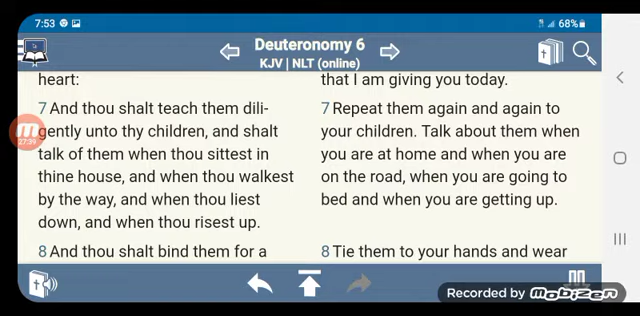 7:53
68%
Deuteronomy 6
KJV | NLT (online)
heart:
7 And thou shalt teach them dili-
gently unto thy children, and shalt
talk of them when thou sittest in
thine house, and when thou walkest
by the way, and when thou liest
down, and when thou risest up.
8 And thou shalt bind them for a
that I am giving you today.
7 Repeat them again and again to
your children. Talk about them when
you are at home and when you are
on the road, when you are going to
bed and when you are getting up.
8 Tie them to your hands and wear
27:39
Recorded by Mobizen